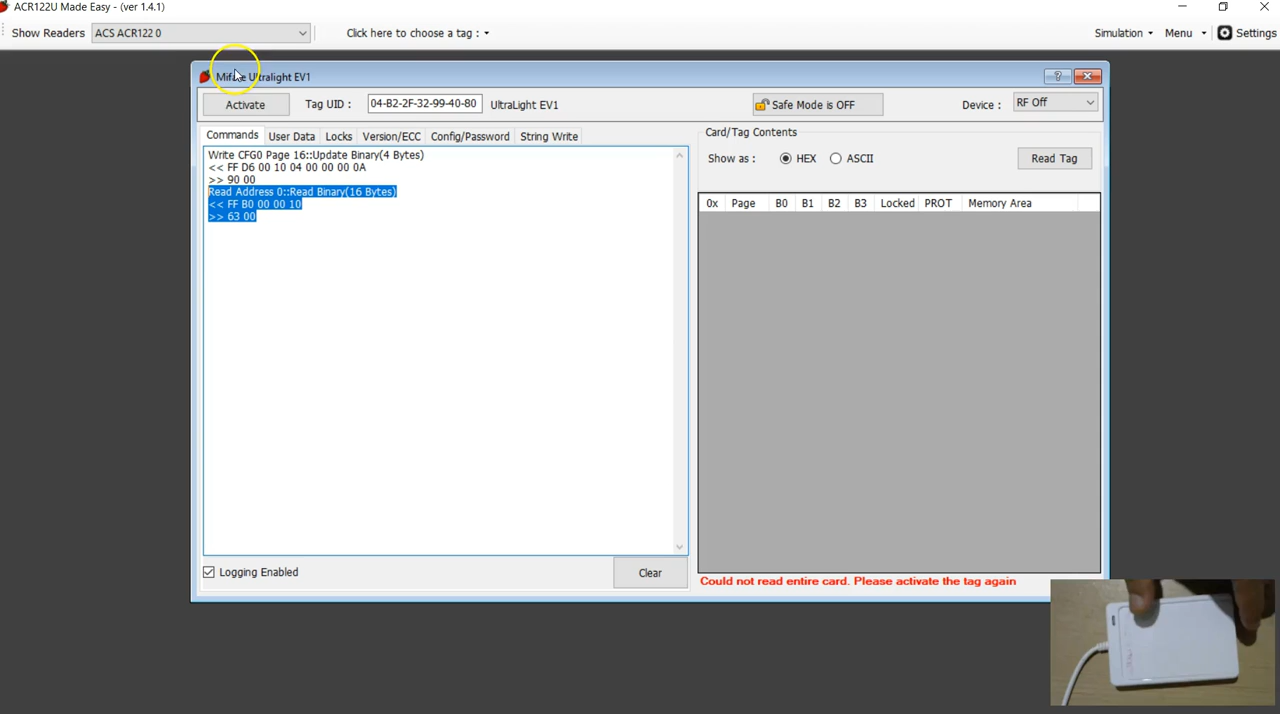 ACR122U Made Easy - (ver 1.4.1)
Show Readers ACS ACR122 0 Click here to choose a tag : Simulation Menu Settings
Mifare Ultralight EV1 ?
Activate Tag UID : 04-B2-2F-32-99-40-80 UltraLight EV1 Safe Mode is OFF Device : RF Off
Commands User Data Locks Version/ECC Config/Password String Write
Write CFG0 Page 16::Update Binary(4 Bytes)
<< FF D6 00 10 04 00 00 00 0A
>> 90 00
Read Address 0::Read Binary(16 Bytes)
<< FF B0 00 00 10
>> 63 00
Logging Enabled Clear
Card/Tag Contents
Show as : HEX ASCII Read Tag
0x Page B0 B1 B2 B3 Locked PROT Memory Area
Could not read entire card. Please activate the tag again